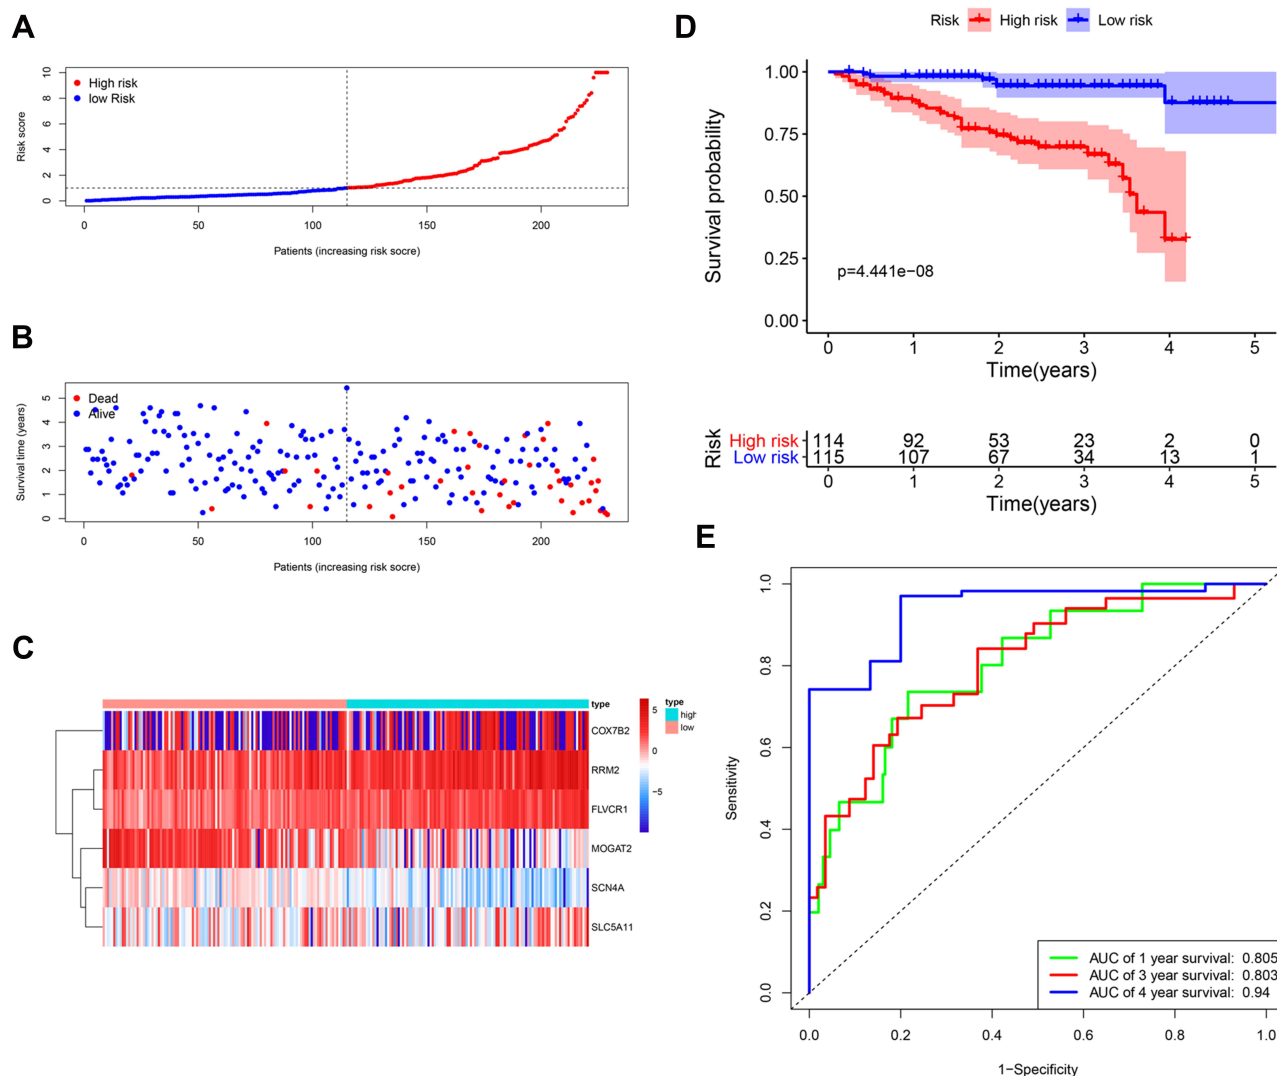 A
Risk score
10
8
6
4
2
0
High risk
low Risk
0 50 100 150 200
Patients (increasing risk socre)
B
Survival time (years)
5
4
3
2
1
0
Dead
Alive
0 50 100 150 200
Patients (increasing risk socre)
C
type
COX7B2
RRM2
FLVCR1
MOGAT2
SCN4A
SLC5A11
5
0
−5
type
high
low
D
Risk High risk Low risk
Survival probability
1.00
0.75
0.50
0.25
0.00
p=4.441e−08
0 1 2 3 4 5
Time(years)
Risk
High risk 114 92 53 23 2 0
Low risk 115 107 67 34 13 1
0 1 2 3 4 5
Time(years)
E
Sensitivity
1.0
0.8
0.6
0.4
0.2
0.0
AUC of 1 year survival: 0.805
AUC of 3 year survival: 0.803
AUC of 4 year survival: 0.94
0.0 0.2 0.4 0.6 0.8 1.0
1−Specificity